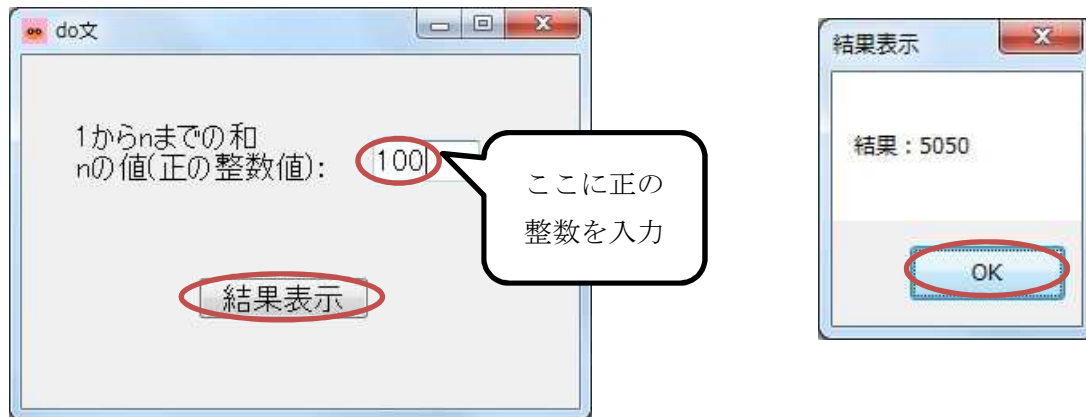 do文
1からnまでの和
nの値(正の整数値):
100
ここに正の
整数を入力
結果表示
結果表示
結果：5050
OK